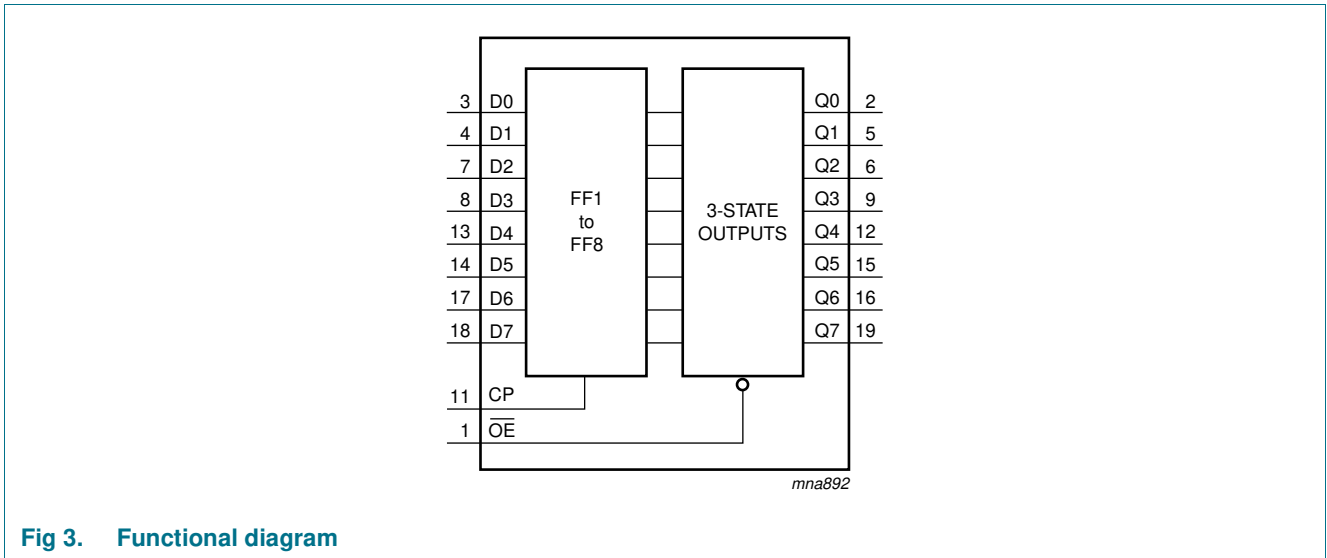 3 D0 Q0 2
4 D1 Q1 5
7 D2 Q2 6
8 D3 Q3 9
13 D4 Q4 12
14 D5 Q5 15
17 D6 Q6 16
18 D7 Q7 19
FF1
to
FF8
3-STATE
OUTPUTS
11 CP
1 O̅E̅
mna892
Fig 3. Functional diagram